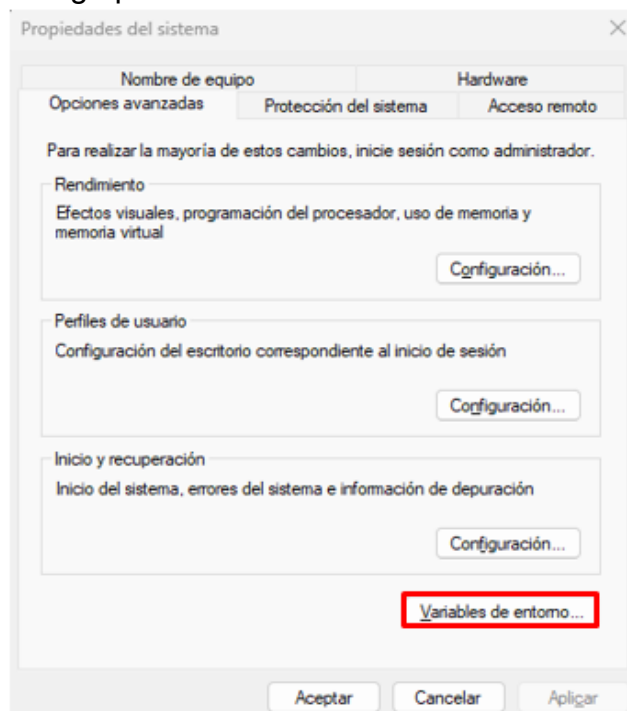 Propiedades del sistema
Nombre de equipo Hardware
Opciones avanzadas Protección del sistema Acceso remoto
Para realizar la mayoría de estos cambios, inicie sesión como administrador.
Rendimiento
Efectos visuales, programación del procesador, uso de memoria y
memoria virtual
Configuración...
Perfiles de usuario
Configuración del escritorio correspondiente al inicio de sesión
Configuración...
Inicio y recuperación
Inicio del sistema, errores del sistema e información de depuración
Configuración...
Variables de entorno...
Aceptar Cancelar Aplicar